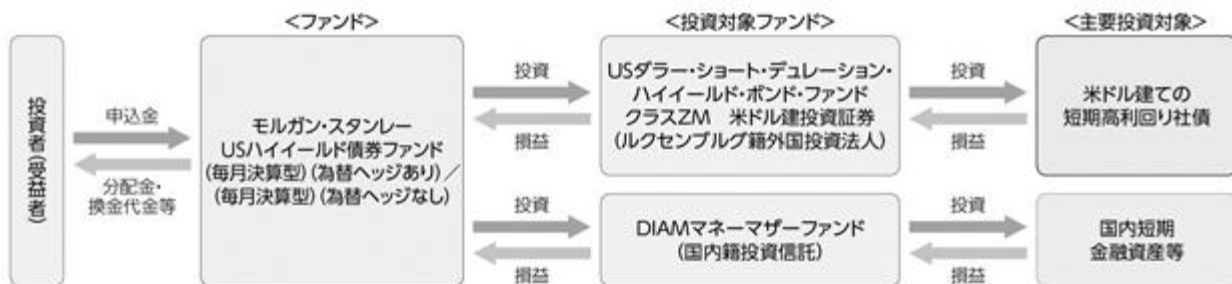 <ファンド>
<投資対象ファンド>
<主要投資対象>
投資者(受益者)
申込金
分配金・
換金代金等
モルガン・スタンレー
USハイイールド債券ファンド
(毎月決算型)(為替ヘッジあり)/
(毎月決算型)(為替ヘッジなし)
投資
損益
USダラー・ショート・デュレーション・
ハイイールド・ボンド・ファンド
クラスZM 米ドル建投資証券
(ルクセンブルグ籍外国投資法人)
投資
損益
米ドル建ての
短期高利回り社債
投資
損益
DIAMマネーマザーファンド
(国内籍投資信託)
投資
損益
国内短期
金融資産等